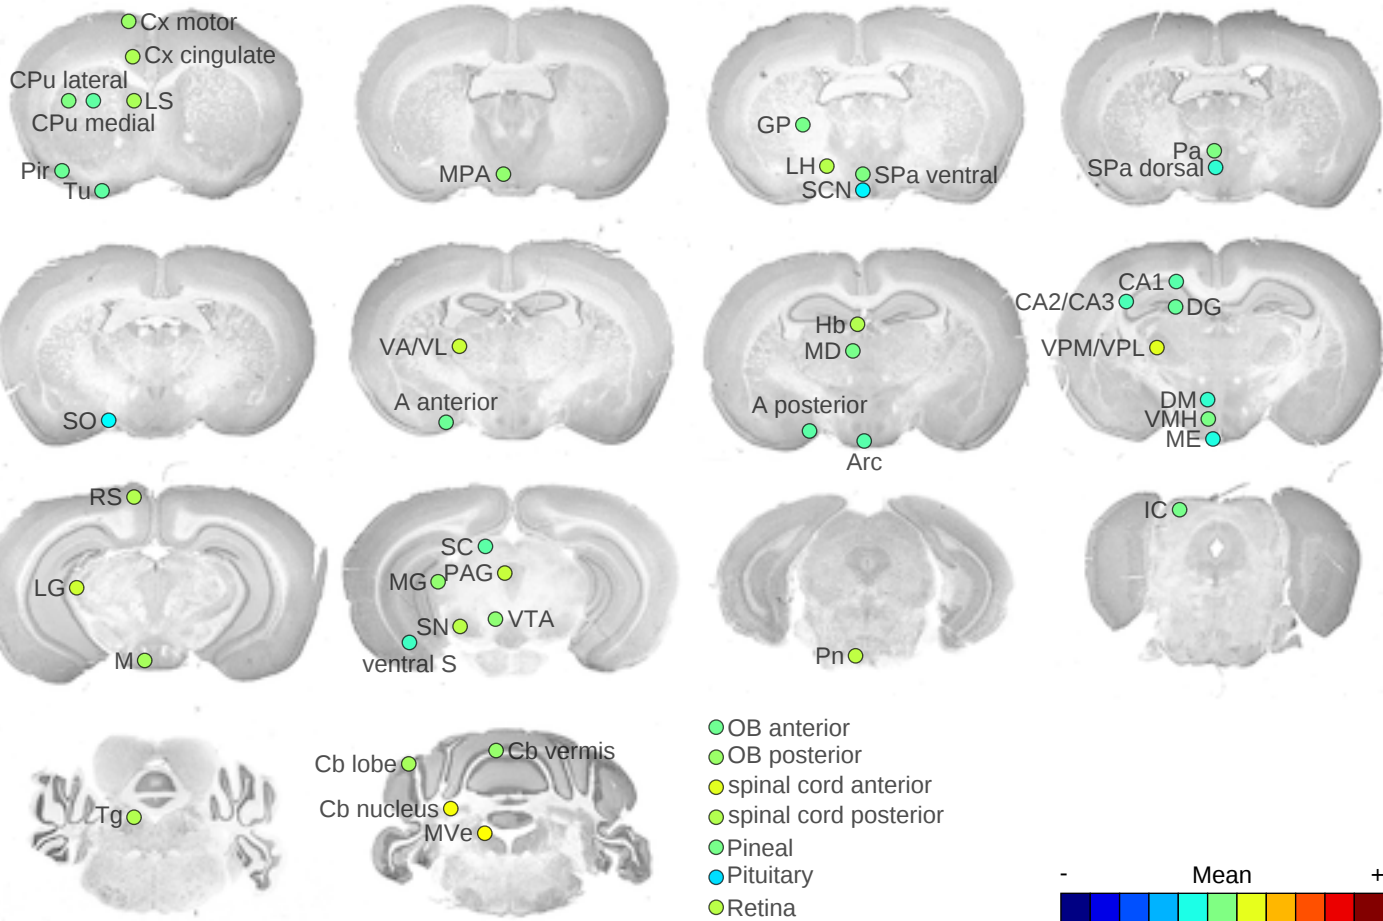 Cx motor
Cx cingulate
CPu lateral
LS
CPu medial
Pir
Tu
MPA
GP
LH
SPa ventral
SCN
Pa
SPa dorsal
SO
VA/VL
A anterior
Hb
MD
A posterior
Arc
CA1
CA2/CA3
DG
VPM/VPL
DM
VMH
ME
RS
LG
M
SC
PAG
MG
VTA
SN
ventral S
Pn
IC
Tg
Cb vermis
Cb lobe
Cb nucleus
MVe
OB anterior
OB posterior
spinal cord anterior
spinal cord posterior
Pineal
Pituitary
Retina
- Mean +